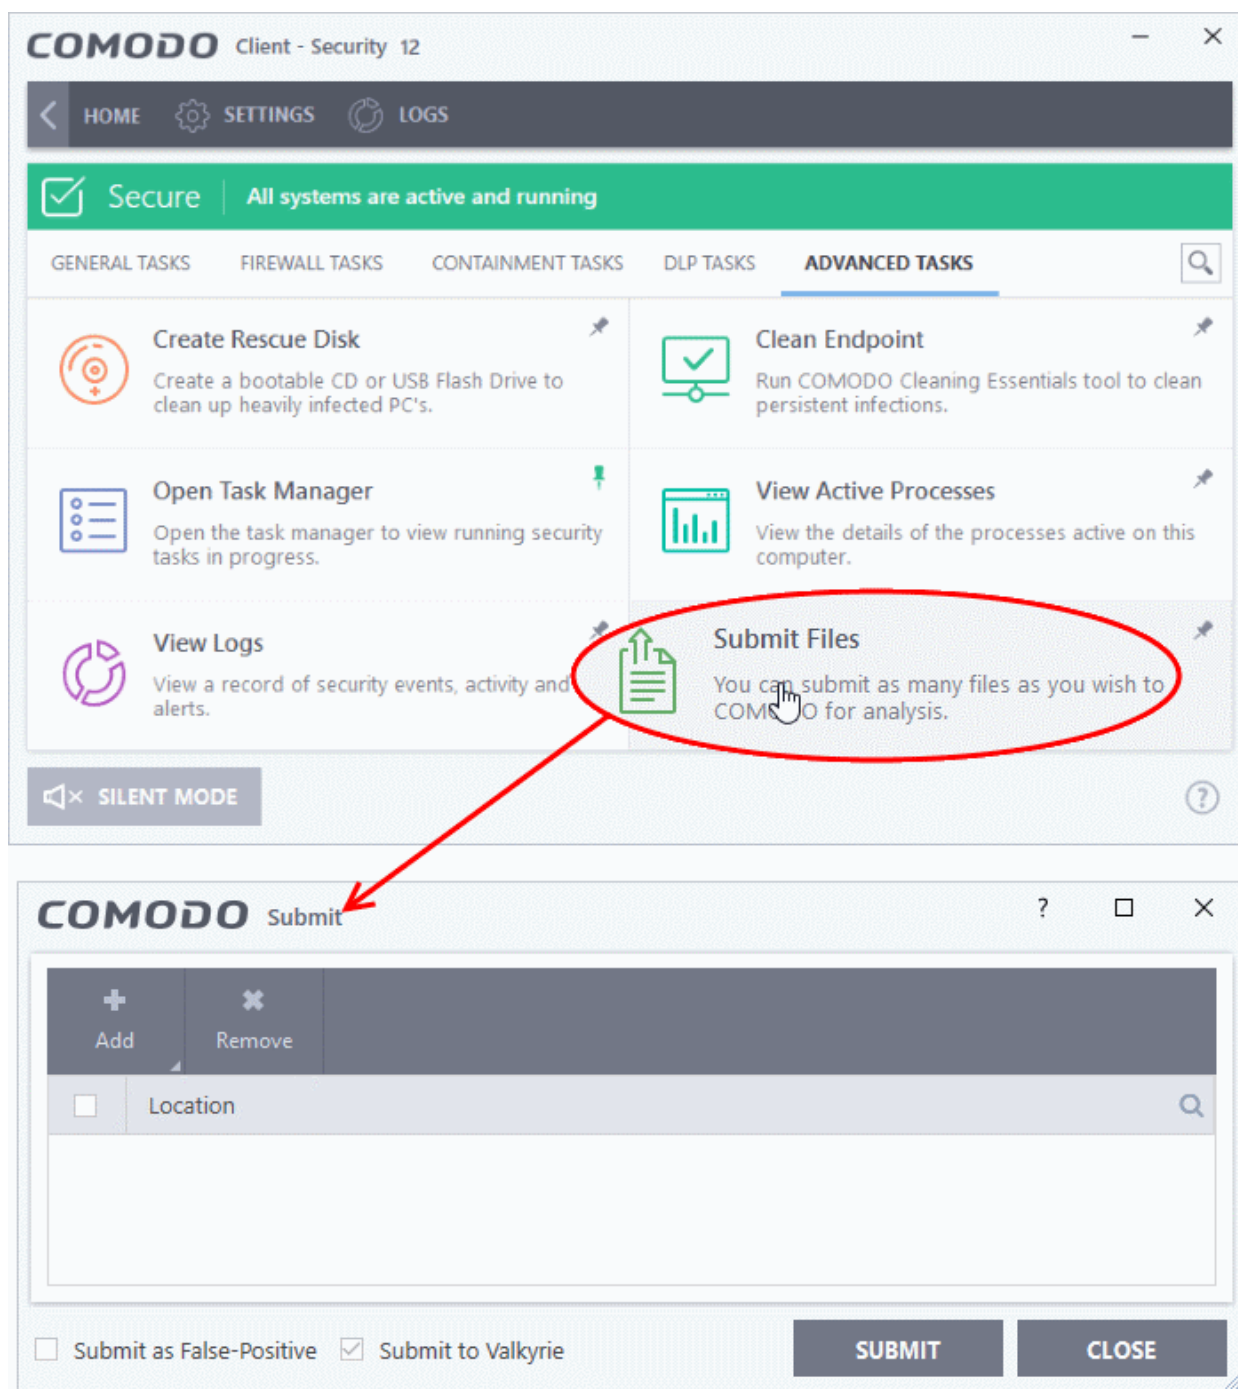 COMODO Client - Security 12
HOME SETTINGS LOGS
Secure All systems are active and running
GENERAL TASKS FIREWALL TASKS CONTAINMENT TASKS DLP TASKS ADVANCED TASKS
Create Rescue Disk
Create a bootable CD or USB Flash Drive to
clean up heavily infected PC's.
Clean Endpoint
Run COMODO Cleaning Essentials tool to clean
persistent infections.
Open Task Manager
Open the task manager to view running security
tasks in progress.
View Active Processes
View the details of the processes active on this
computer.
View Logs
View a record of security events, activity and
alerts.
Submit Files
You can submit as many files as you wish to
COMODO for analysis.
SILENT MODE
?
COMODO Submit
?
Add Remove
Location
Submit as False-Positive Submit to Valkyrie SUBMIT CLOSE